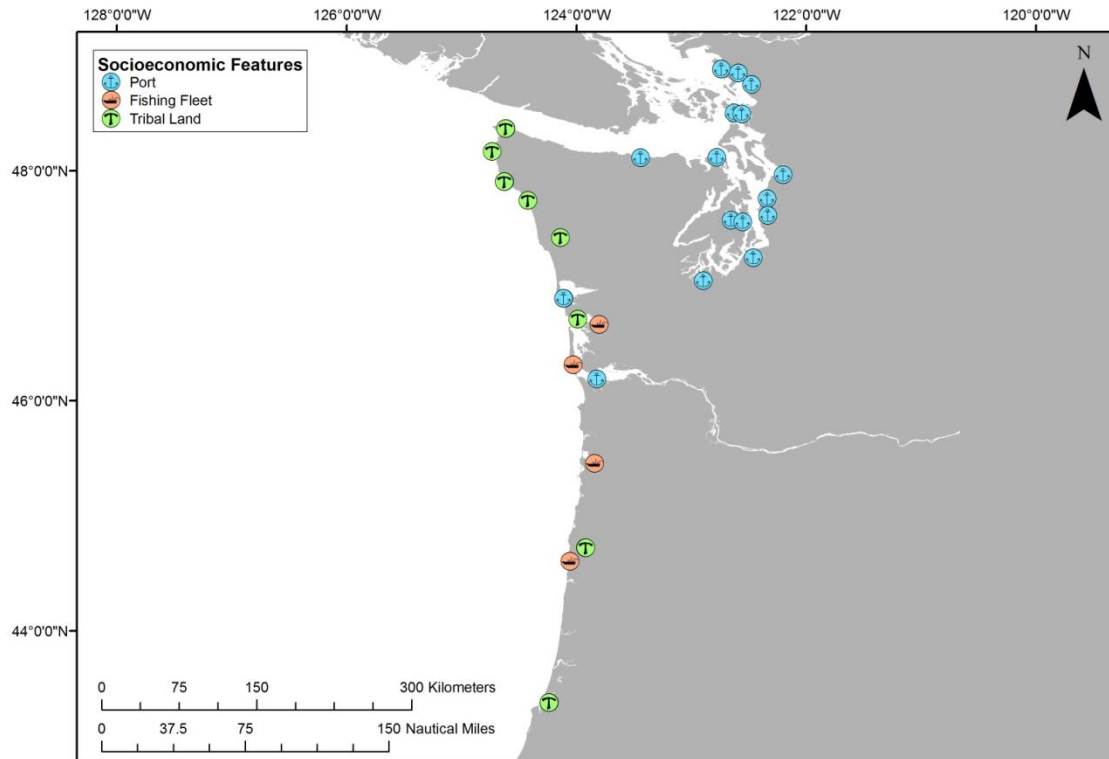 128°0'0"W 126°0'0"W 124°0'0"W 122°0'0"W 120°0'0"W
Socioeconomic Features
Port
Fishing Fleet
Tribal Land
N
48°0'0"N
46°0'0"N
44°0'0"N
0 75 150 300 Kilometers
0 37.5 75 150 Nautical Miles